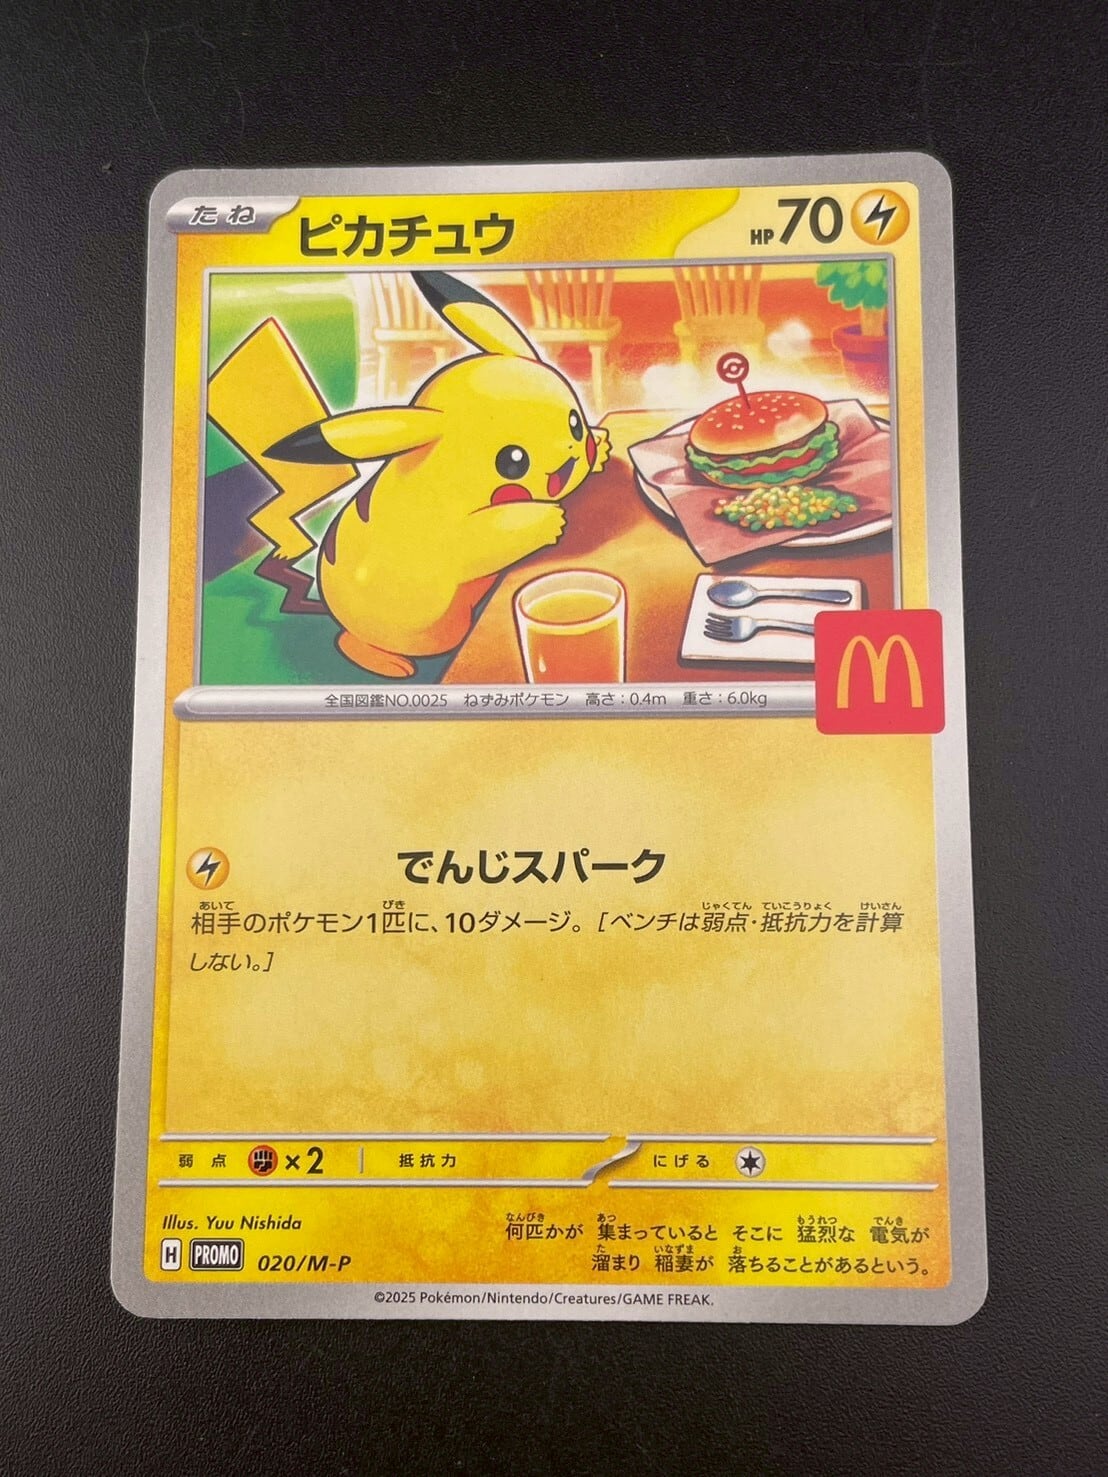 たね ピカチュウ HP70
全国図鑑NO.0025 ねずみポケモン 高さ:0.4m 重さ:6.0kg
M
でんじスパーク
相手のポケモン1匹に、10ダメージ。[ベンチは弱点・抵抗力を計算
しない。]
弱点 ×2 抵抗力 にげる
Illus. Yuu Nishida
H PROMO 020/M-P
何匹かが 集まっていると そこに 猛烈な 電気が
溜まり 稲妻が 落ちることがあるという。
©2025 Pokémon/Nintendo/Creatures/GAME FREAK.